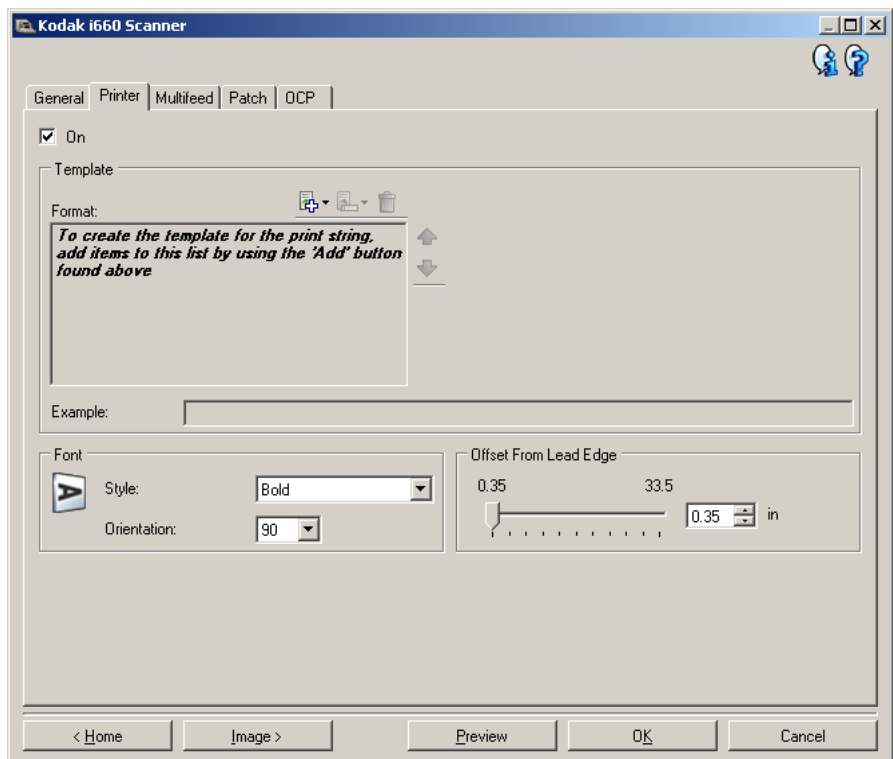 Kodak i660 Scanner
General Printer Multifeed Patch OCP
On
Template
Format:
To create the template for the print string,
add items to this list by using the 'Add' button
found above
Example:
Font
A
Style: Bold
Orientation: 90
Offset From Lead Edge
0.35 33.5
0.35 in
< Home Image > Preview OK Cancel